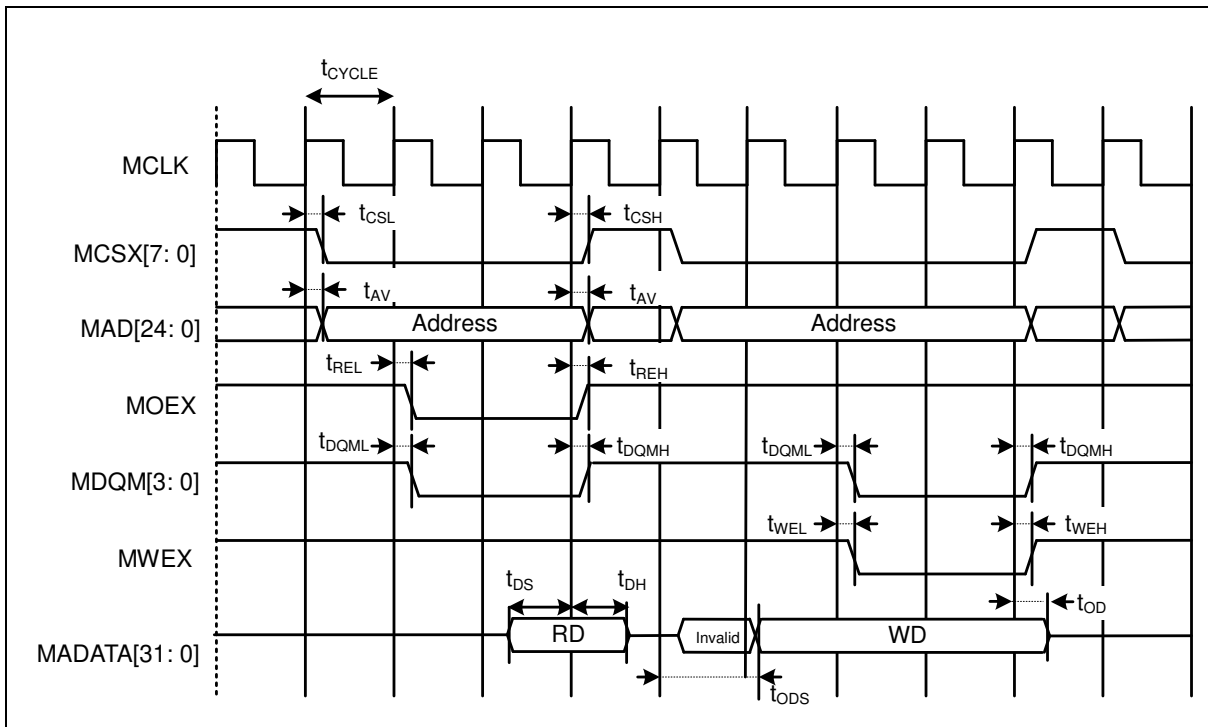 tCYCLE
MCLK
tCSL tCSH
MCSX[7: 0]
tAV tAV
MAD[24: 0] Address Address
tREL tREH
MOEX
tDQML tDQMH tDQML tDQMH
MDQM[3: 0]
tWEL tWEH
MWEX
tDS tDH tOD
MADATA[31: 0] RD Invalid WD
tODS